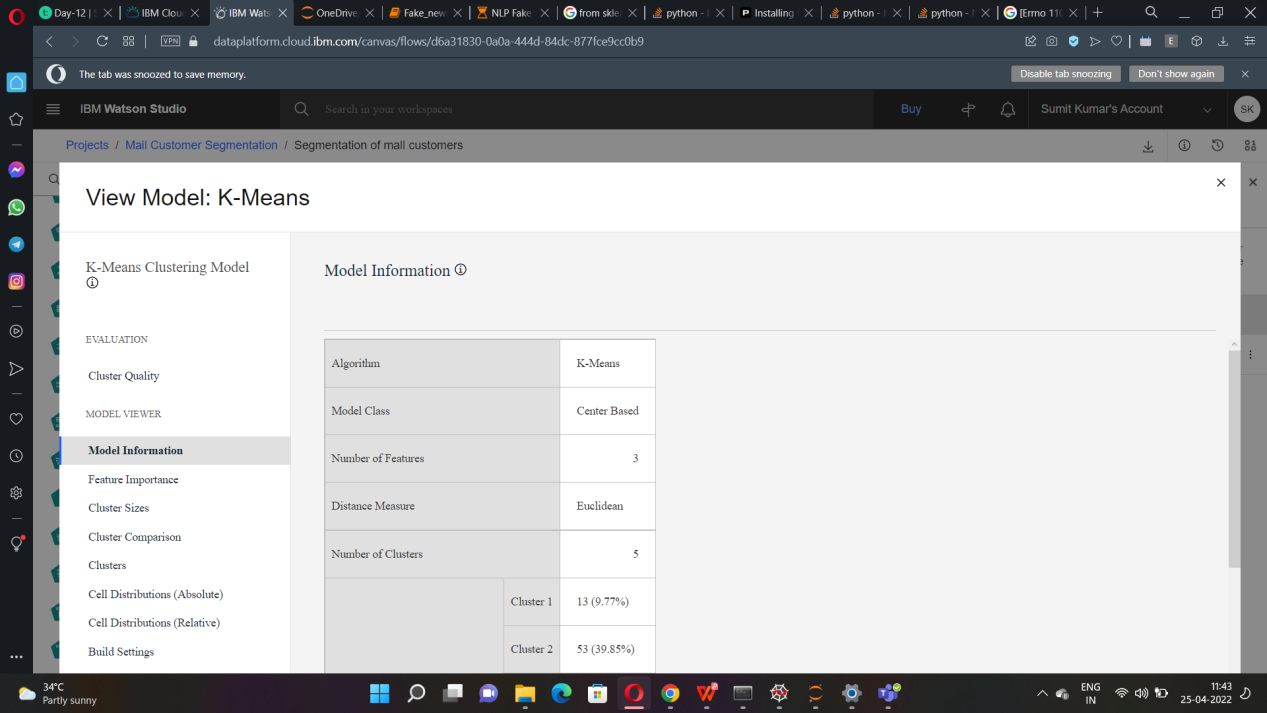 Day-12 |
IBM Clou
IBM Wats
OneDrive
Fake_new
NLP Fake
from skle
python -
Installing
python -
python -
[Errno 11
VPN
dataplatform.cloud.ibm.com/canvas/flows/d6a31830-0a0a-444d-84dc-877fce9cc0b9
E
The tab was snoozed to save memory.
Disable tab snoozing
Don't show again
IBM Watson Studio
Search in your workspaces
Buy
Sumit Kumar's Account
SK
Projects / Mall Customer Segmentation / Segmentation of mall customers
View Model: K-Means
K-Means Clustering Model
EVALUATION
Cluster Quality
MODEL VIEWER
Model Information
Feature Importance
Cluster Sizes
Cluster Comparison
Clusters
Cell Distributions (Absolute)
Cell Distributions (Relative)
Build Settings
Model Information
Algorithm K-Means
Model Class Center Based
Number of Features 3
Distance Measure Euclidean
Number of Clusters 5
Cluster 1 13 (9.77%)
Cluster 2 53 (39.85%)
34°C
Partly sunny
ENG
IN
11:43
25-04-2022